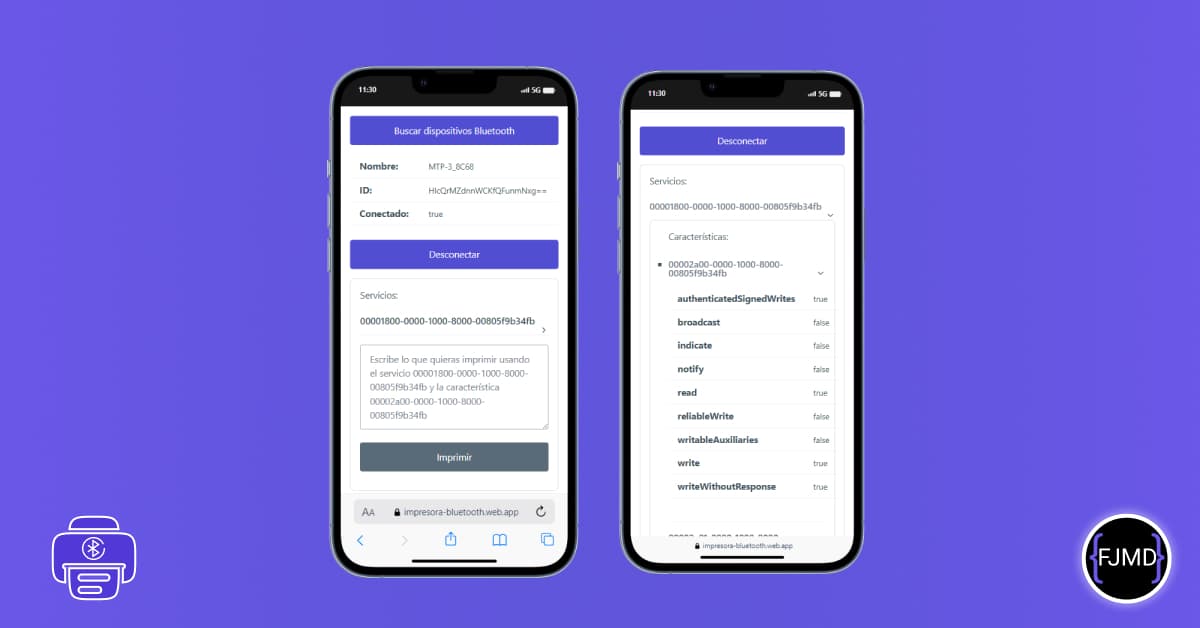 11:30
5G
Buscar dispositivos Bluetooth
Nombre: MTP-3_8C68
ID: HIcQrMZdnnWCKfQFunmNxg==
Conectado: true
Desconectar
Servicios:
00001800-0000-1000-8000-00805f9b34fb
Escribe lo que quieras imprimir usando
el servicio 00001800-0000-1000-8000-
00805f9b34fb y la característica
00002a00-0000-1000-8000-
00805f9b34fb
Imprimir
AA impresora-bluetooth.web.app
11:30
5G
Desconectar
Servicios:
00001800-0000-1000-8000-00805f9b34fb
Características:
00002a00-0000-1000-8000-
00805f9b34fb
authenticatedSignedWrites true
broadcast false
indicate false
notify false
read true
reliableWrite false
writableAuxiliaries false
write true
writeWithoutResponse true
impresora-bluetooth.web.app
{FJMD}